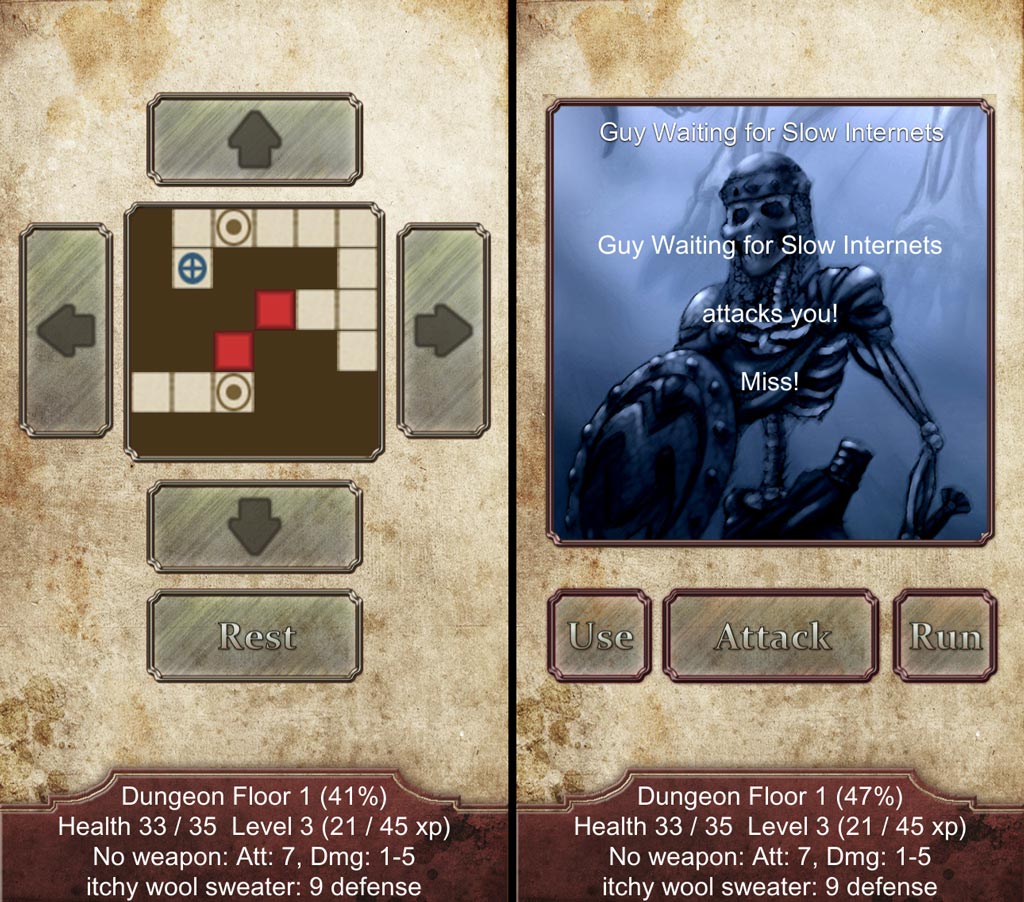 Rest
Dungeon Floor 1 (41%)
Health 33 / 35  Level 3 (21 / 45 xp)
No weapon: Att: 7, Dmg: 1-5
itchy wool sweater: 9 defense
Guy Waiting for Slow Internets
Guy Waiting for Slow Internets
attacks you!
Miss!
Use
Attack
Run
Dungeon Floor 1 (47%)
Health 33 / 35  Level 3 (21 / 45 xp)
No weapon: Att: 7, Dmg: 1-5
itchy wool sweater: 9 defense